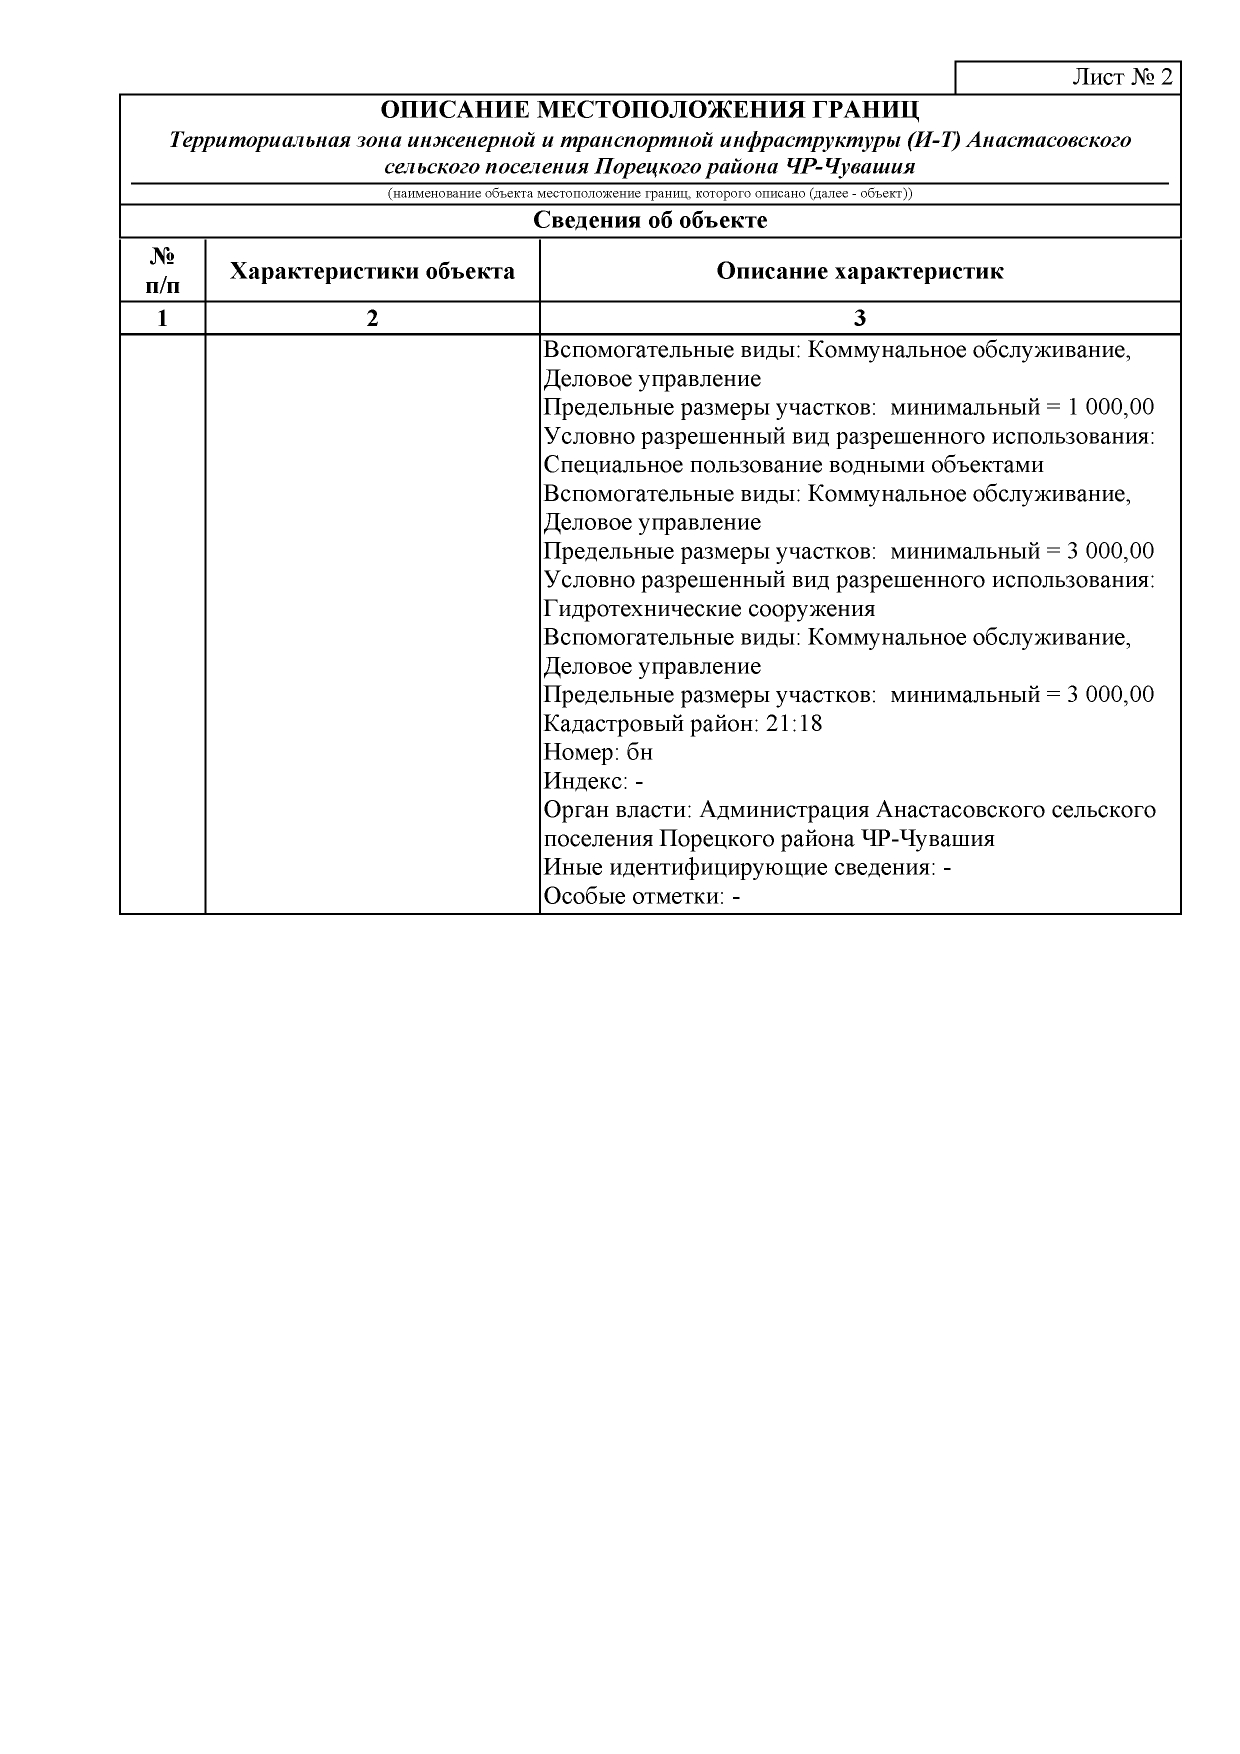 Лист № 2
ОПИСАНИЕ МЕСТОПОЛОЖЕНИЯ ГРАНИЦ
Территориальная зона инженерной и транспортной инфраструктуры (И-Т) Анастасовского
сельского поселения Порецкого района ЧР-Чувашия
(наименование объекта местоположение границ, которого описано (далее - объект))
Сведения об объекте
№
п/п
Характеристики объекта
Описание характеристик
1
2
3
Вспомогательные виды: Коммунальное обслуживание,
Деловое управление
Предельные размеры участков:  минимальный = 1 000,00
Условно разрешенный вид разрешенного использования:
Специальное пользование водными объектами
Вспомогательные виды: Коммунальное обслуживание,
Деловое управление
Предельные размеры участков:  минимальный = 3 000,00
Условно разрешенный вид разрешенного использования:
Гидротехнические сооружения
Вспомогательные виды: Коммунальное обслуживание,
Деловое управление
Предельные размеры участков:  минимальный = 3 000,00
Кадастровый район: 21:18
Номер: бн
Индекс: -
Орган власти: Администрация Анастасовского сельского
поселения Порецкого района ЧР-Чувашия
Иные идентифицирующие сведения: -
Особые отметки: -